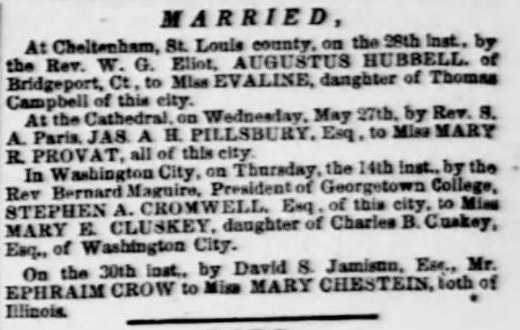 MARRIED,
At Cheltenham, St. Louis county, on the 28th inst., by
the Rev. W. G. Eliot, AUGUSTUS HUBBELL. of
Bridgeport, Ct., to Miss EVALINE, daughter of Thomas
Campbell of this city.
At the Cathedral, on Wednesday, May 27th, by Rev. S.
A. Paris, JAS A H PILLSBURY, Esq, to Miss MARY
R. PROVAT, all of this city.
In Washington City, on Thursday, the 14th inst., by the
Rev Bernard Maguire, President of Georgetown College,
STEPHEN A. CROMWELL, Esq, of this city, to Miss
MARY E. CLUSKEY, daughter of Charles B. Cuskey,
Esq., of Washington City.
On the 30th inst., by David S. Jamisnn, Esc., Mr.
EPHRAIM CROW to Miss MARY CHESTEIN, both of
Illinois.